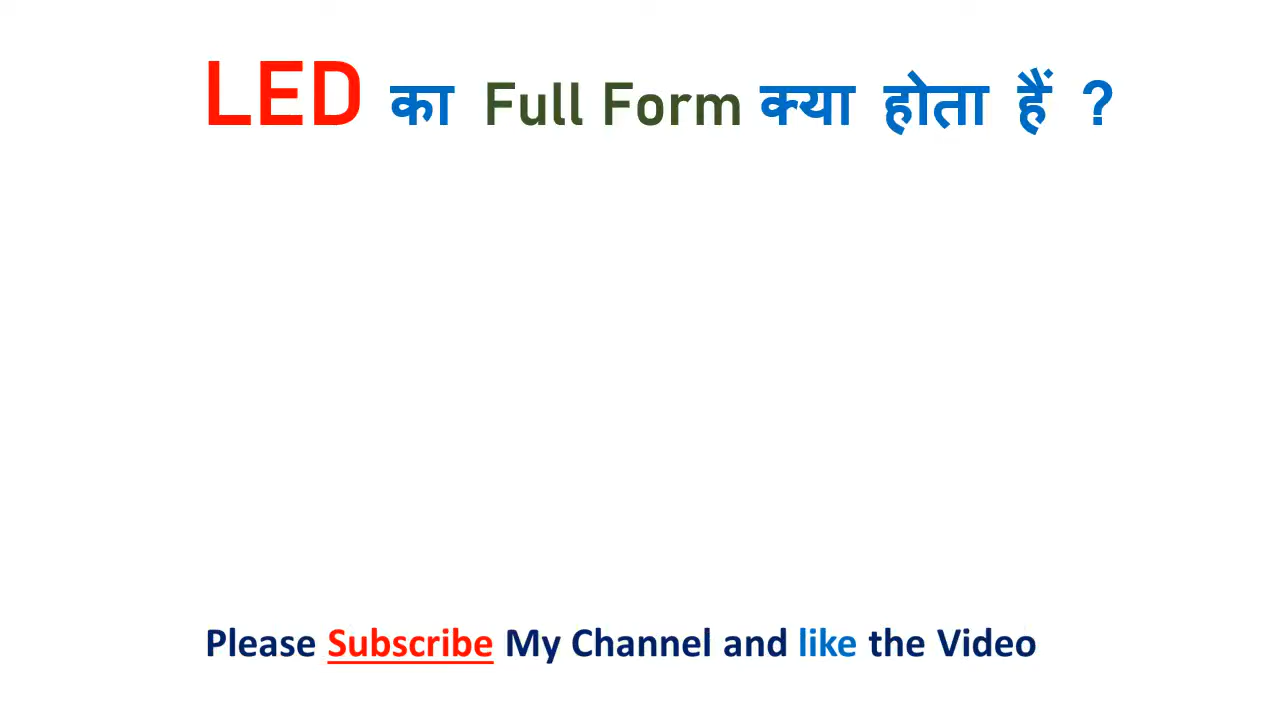 LED का Full Form क्या होता हैं ?
Please Subscribe My Channel and like the Video